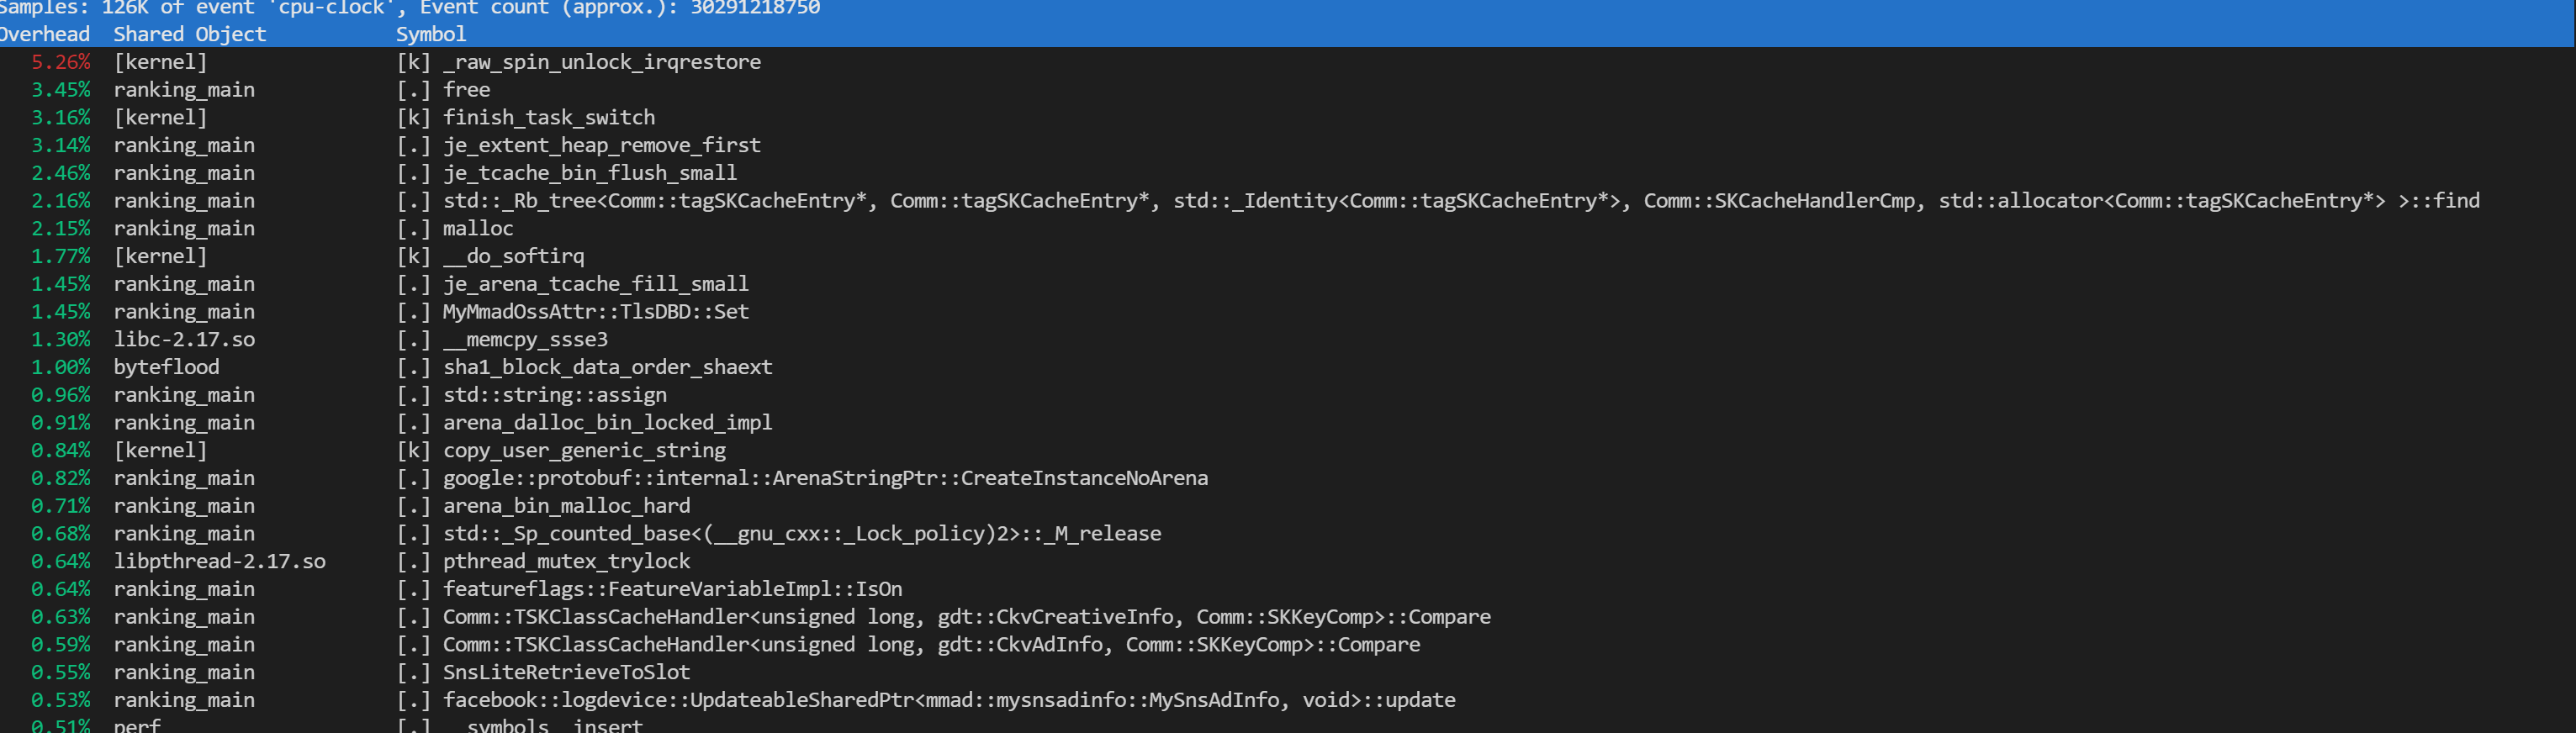 Samples: 126K of event 'cpu-clock', Event count (approx.): 30291218750
Overhead  Shared Object  Symbol
5.26%  [kernel]  [k] _raw_spin_unlock_irqrestore
3.45%  ranking_main  [.] free
3.16%  [kernel]  [k] finish_task_switch
3.14%  ranking_main  [.] je_extent_heap_remove_first
2.46%  ranking_main  [.] je_tcache_bin_flush_small
2.16%  ranking_main  [.] std::_Rb_tree<Comm::tagSKCacheEntry*, Comm::tagSKCacheEntry*, std::_Identity<Comm::tagSKCacheEntry*>, Comm::SKCacheHandlerCmp, std::allocator<Comm::tagSKCacheEntry*> >::find
2.15%  ranking_main  [.] malloc
1.77%  [kernel]  [k] __do_softirq
1.45%  ranking_main  [.] je_arena_tcache_fill_small
1.45%  ranking_main  [.] MyMmadOssAttr::TlsDBD::Set
1.30%  libc-2.17.so  [.] __memcpy_ssse3
1.00%  byteflood  [.] sha1_block_data_order_shaext
0.96%  ranking_main  [.] std::string::assign
0.91%  ranking_main  [.] arena_dalloc_bin_locked_impl
0.84%  [kernel]  [k] copy_user_generic_string
0.82%  ranking_main  [.] google::protobuf::internal::ArenaStringPtr::CreateInstanceNoArena
0.71%  ranking_main  [.] arena_bin_malloc_hard
0.68%  ranking_main  [.] std::_Sp_counted_base<(__gnu_cxx::_Lock_policy)2>::_M_release
0.64%  libpthread-2.17.so  [.] pthread_mutex_trylock
0.64%  ranking_main  [.] featureflags::FeatureVariableImpl::IsOn
0.63%  ranking_main  [.] Comm::TSKClassCacheHandler<unsigned long, gdt::CkvCreativeInfo, Comm::SKKeyComp>::Compare
0.59%  ranking_main  [.] Comm::TSKClassCacheHandler<unsigned long, gdt::CkvAdInfo, Comm::SKKeyComp>::Compare
0.55%  ranking_main  [.] SnsLiteRetrieveToSlot
0.53%  ranking_main  [.] facebook::logdevice::UpdateableSharedPtr<mmad::mysnsadinfo::MySnsAdInfo, void>::update
0.51%  perf  [.] __symbols__insert